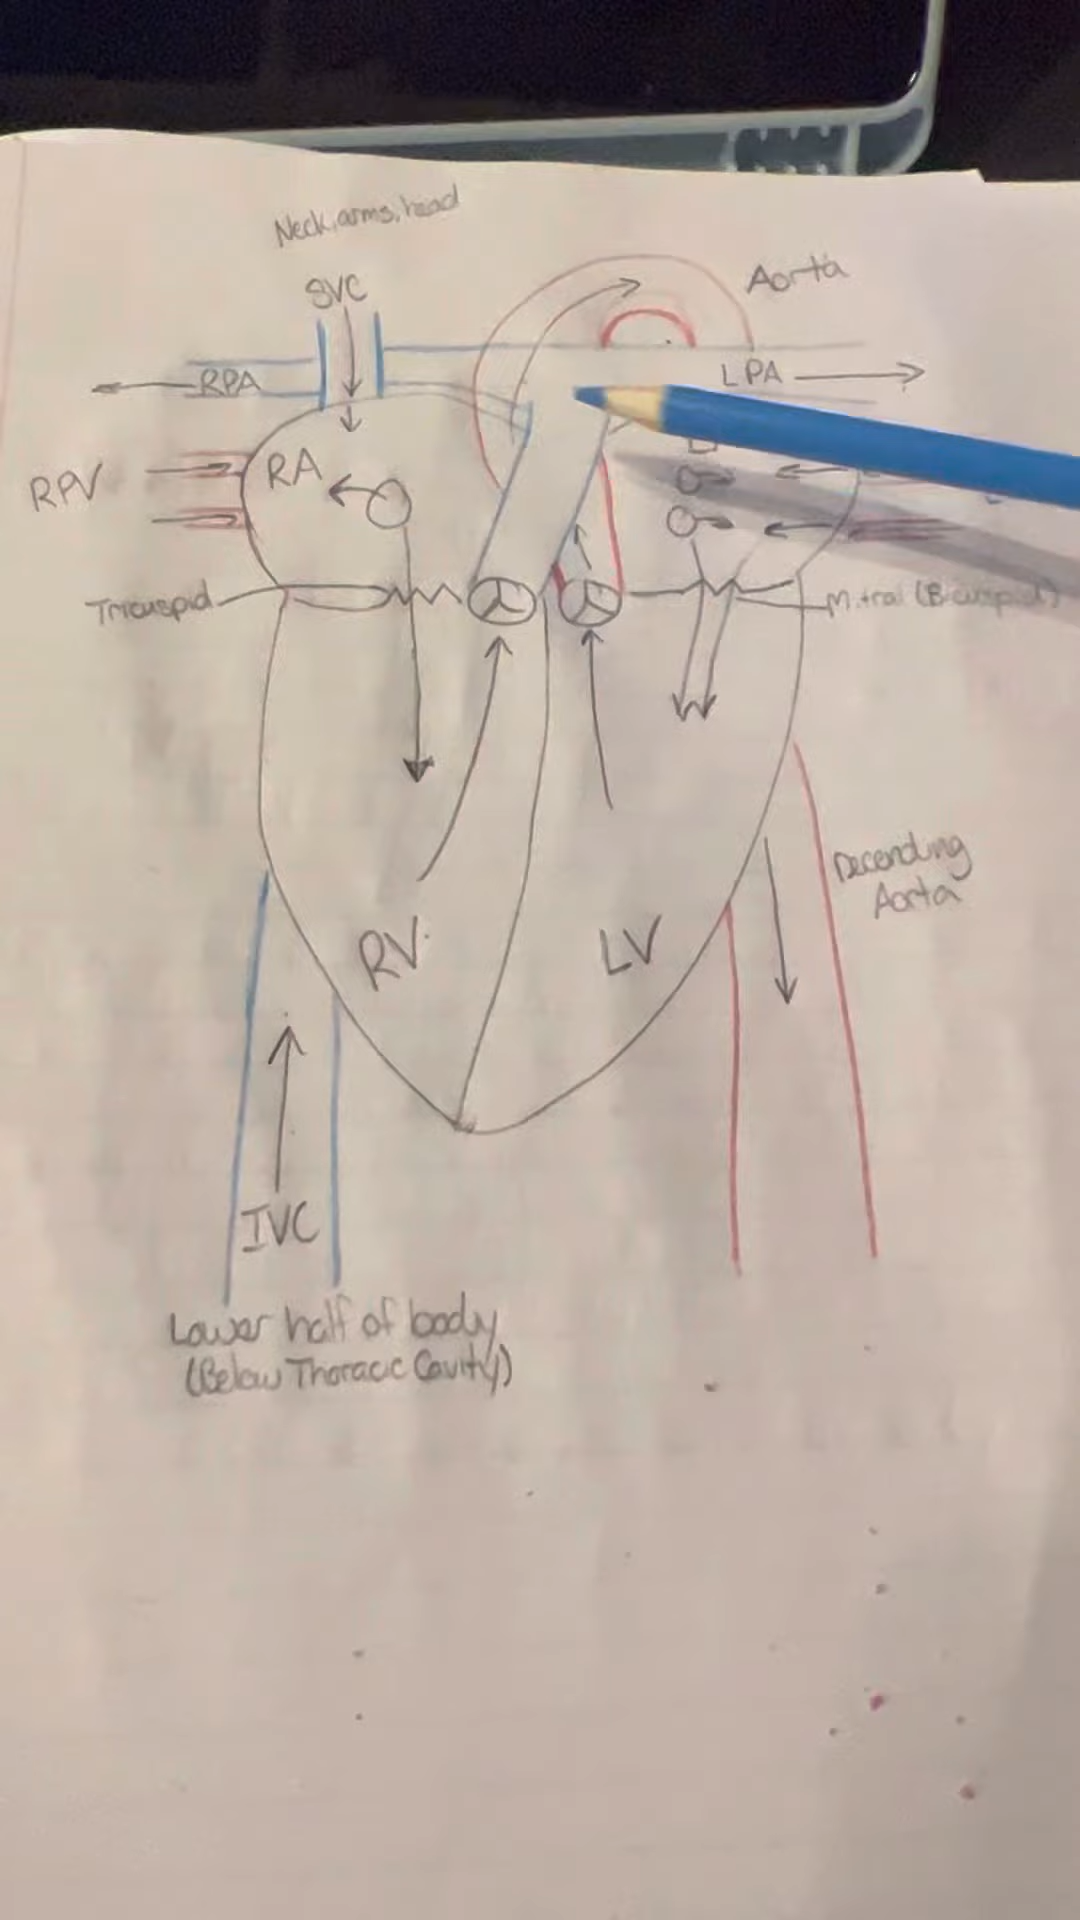 Neck, arms, head
SVC
Aorta
RPA
LPA
RPV
RA
Tricuspid
Mitral (Bicuspid)
RV
LV
Decending
Aorta
IVC
Lower half of body
(Below Thoracic Cavity)